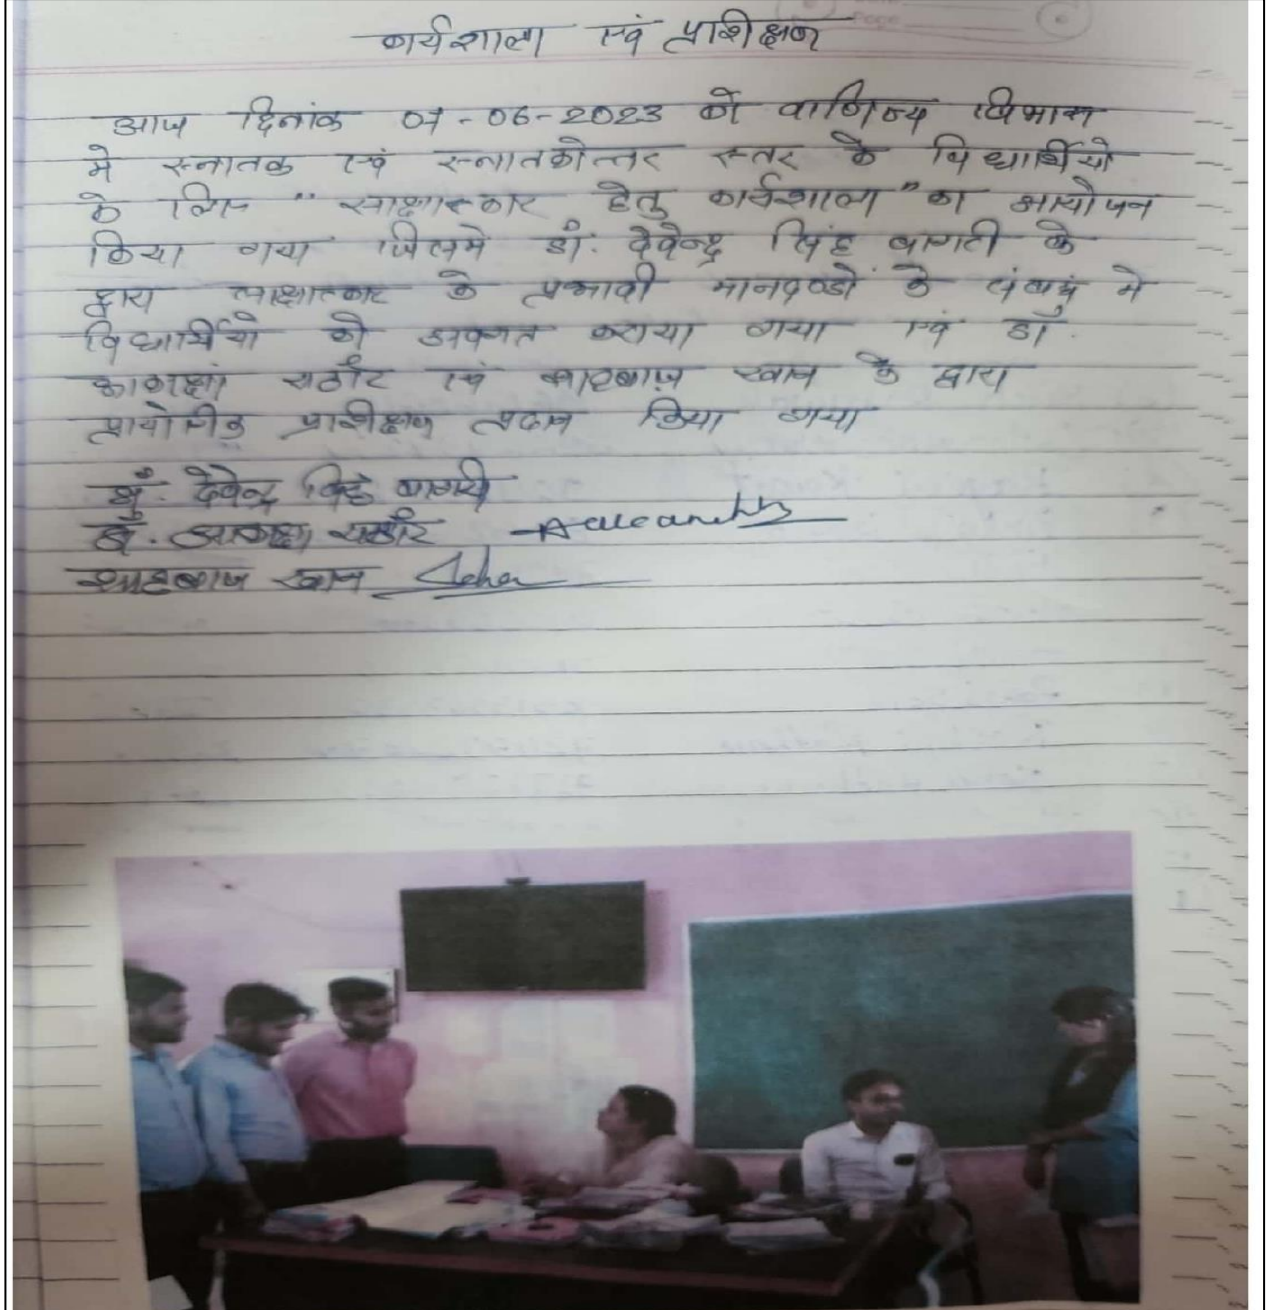 कार्यशाला एवं प्रशिक्षण
आज दिनांक 07-06-2023 को वाणिज्य विभाग
मे स्नातक एवं स्नातकोत्तर स्तर के विधार्थियो
के लिए "साक्षात्कार हेतु कार्यशाला" का आयोजन
किया गया जिसमे डॉ. देवेन्द्र सिंह बागरी के
द्वारा साक्षात्कार के प्रभावी मानदण्डों के संबंध मे
विधार्थियो को अवगत कराया गया एवं डॉ.
आकांक्षा राठौर एवं शाहबाज़ खान के द्वारा
प्रायोगिक प्रशिक्षण प्रदान किया गया
देवेन्द्र सिंह बागरी
डॉ. आकांक्षा राठौर
शाहबाज खान